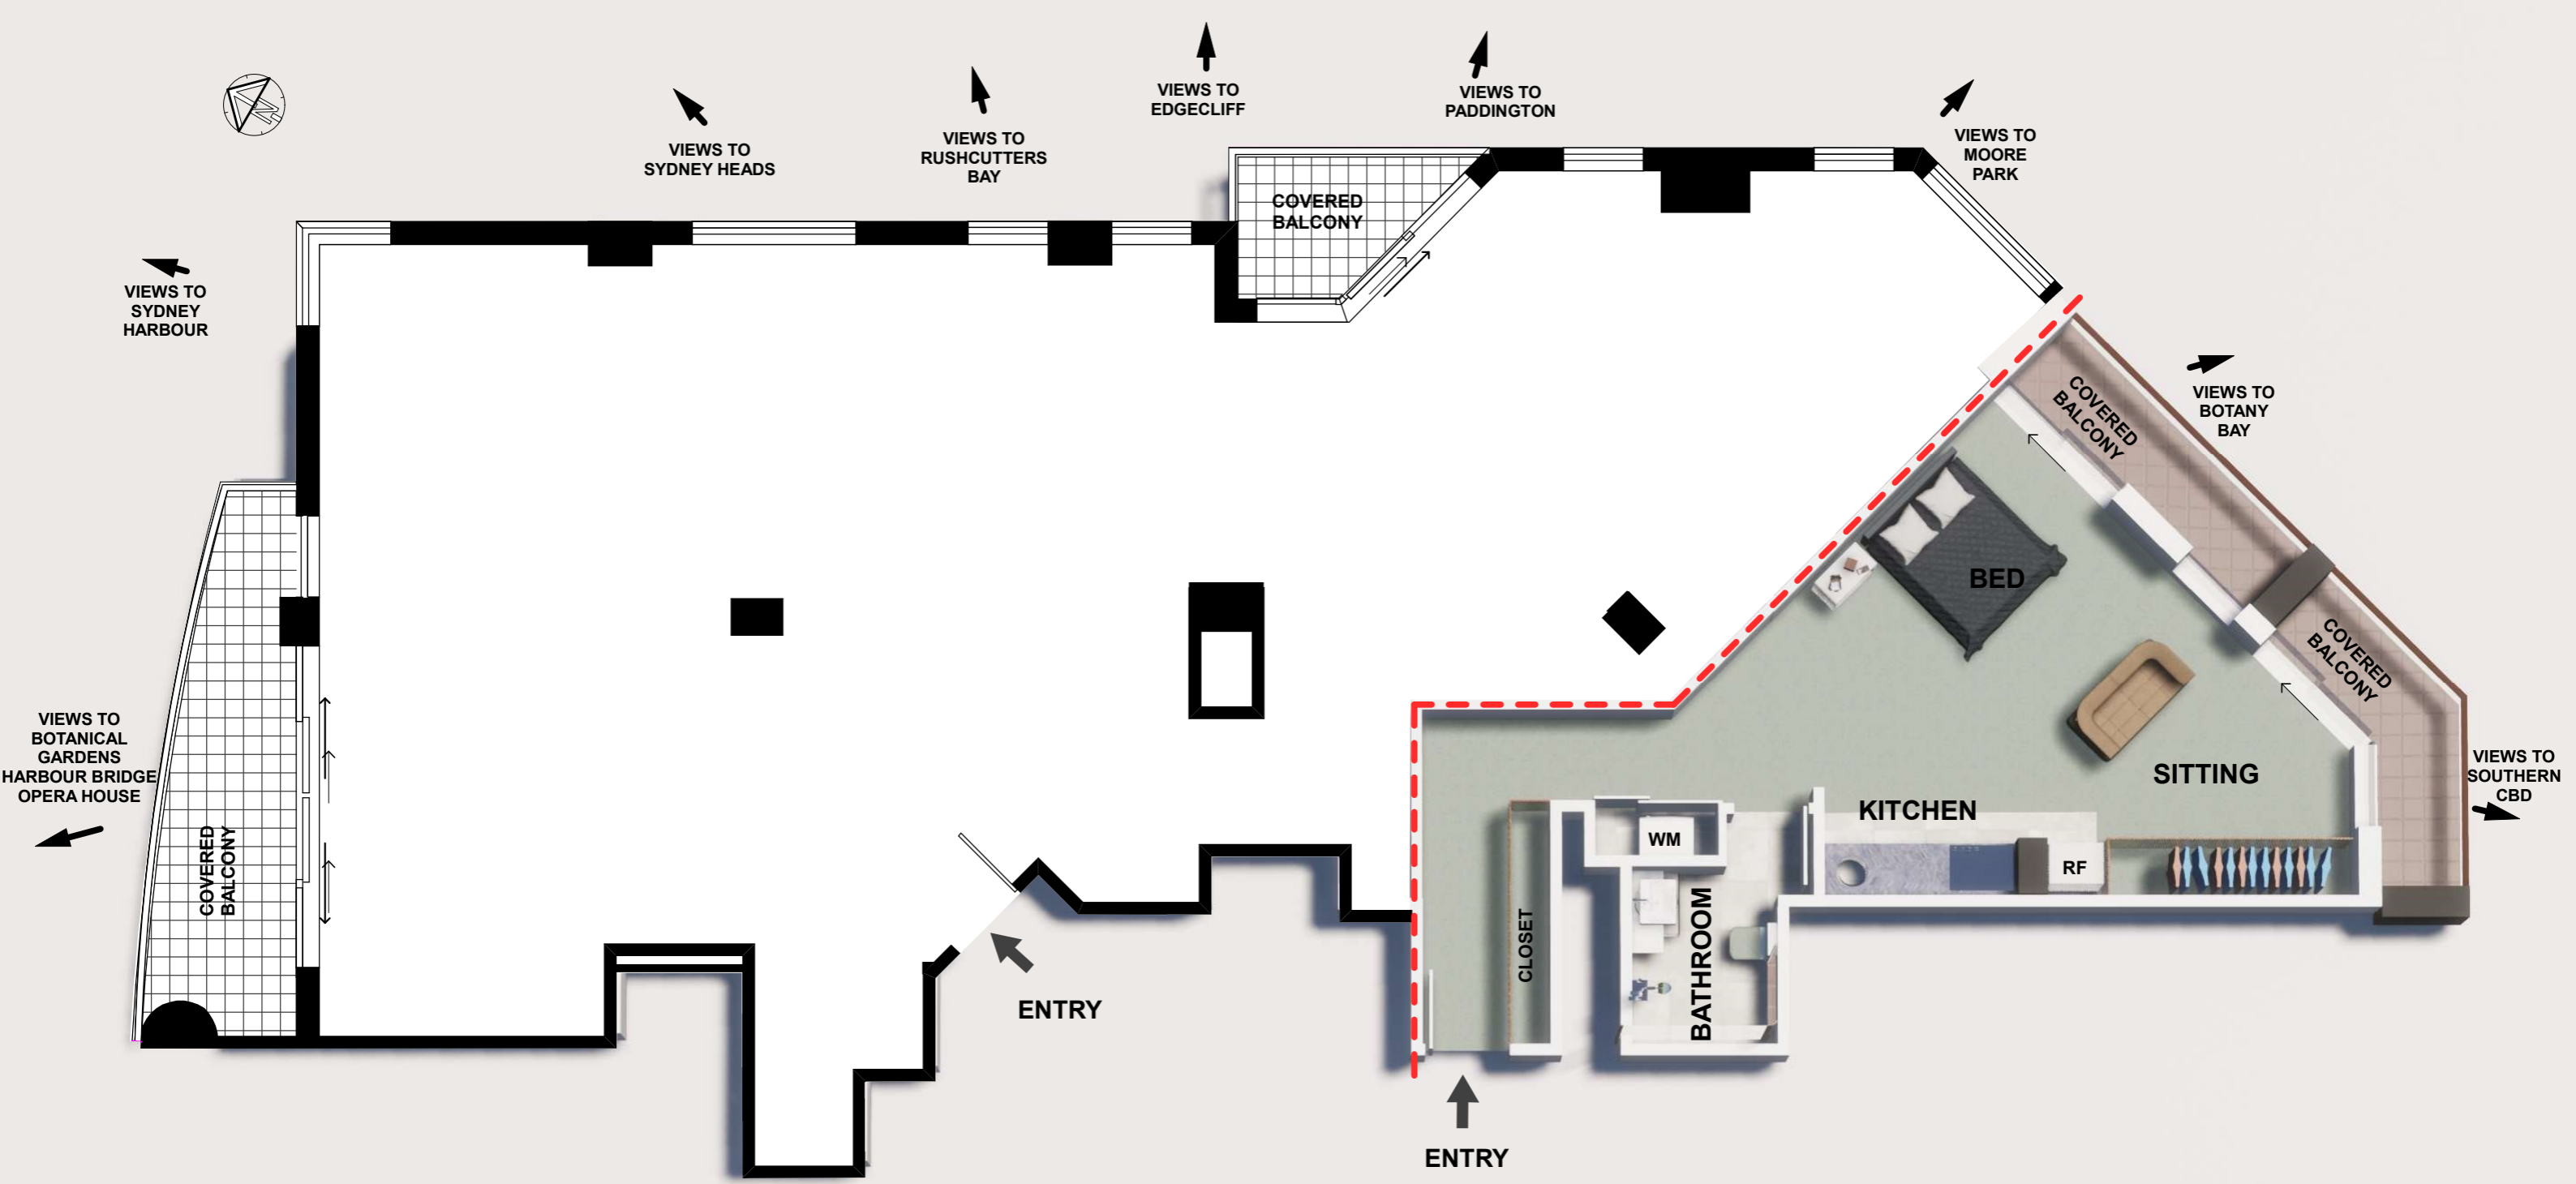 VIEWS TO
EDGECLIFF
VIEWS TO
PADDINGTON
VIEWS TO
SYDNEY HEADS
VIEWS TO
RUSHCUTTERS
BAY
VIEWS TO
MOORE
PARK
COVERED
BALCONY
VIEWS TO
SYDNEY
HARBOUR
VIEWS TO
BOTANY
BAY
COVERED
BALCONY
BED
COVERED
BALCONY
VIEWS TO
BOTANICAL
GARDENS
HARBOUR BRIDGE
OPERA HOUSE
COVERED
BALCONY
SITTING
VIEWS TO
SOUTHERN
CBD
KITCHEN
WM
RF
CLOSET
BATHROOM
ENTRY
ENTRY